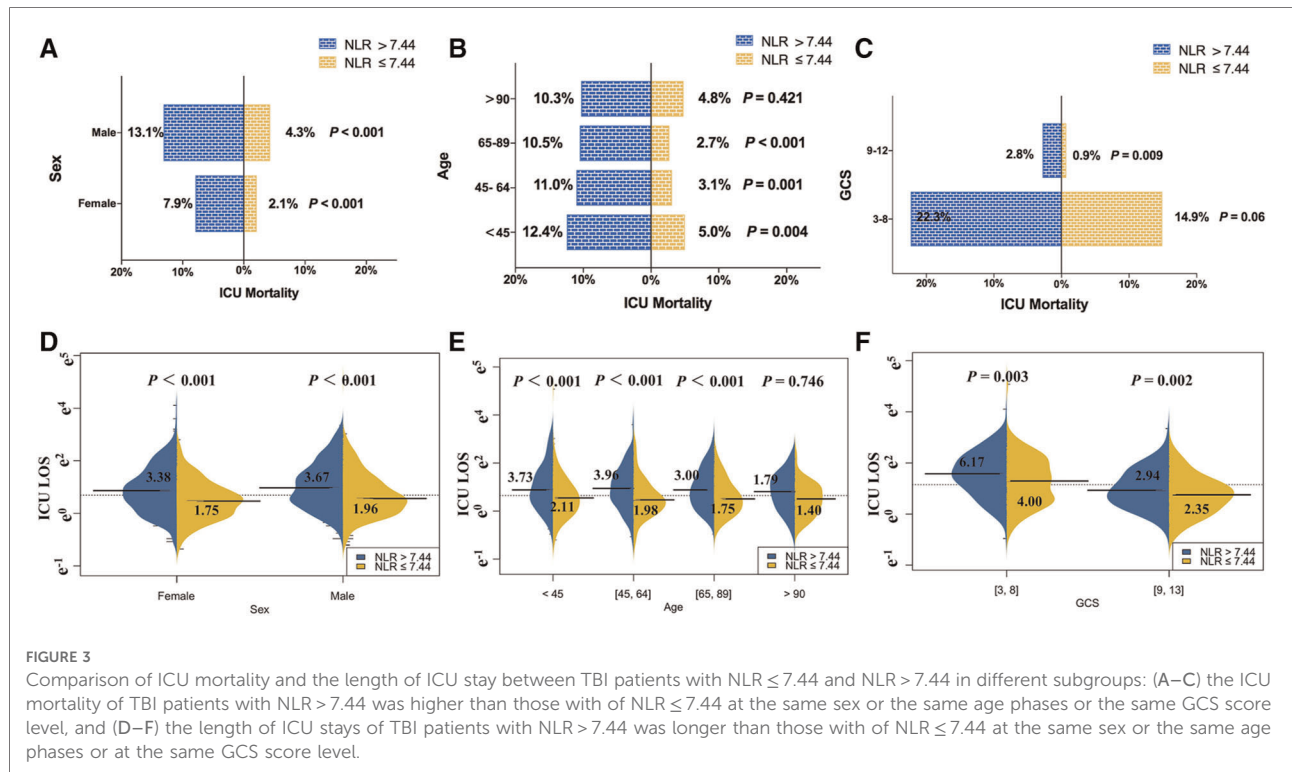 A
NLR > 7.44
NLR ≤ 7.44
Sex
Male
13.1%
4.3% P < 0.001
Female
7.9%
2.1% P < 0.001
20% 10% 0% 10% 20%
ICU Mortality
B
NLR > 7.44
NLR ≤ 7.44
Age
> 90
10.3%
4.8% P = 0.421
65-89
10.5%
2.7% P < 0.001
45- 64
11.0%
3.1% P = 0.001
< 45
12.4%
5.0% P = 0.004
20% 10% 0% 10% 20%
ICU Mortality
C
NLR > 7.44
NLR ≤ 7.44
GCS
9-12
2.8%
0.9% P = 0.009
3-8
22.3%
14.9% P = 0.06
20% 10% 0% 10% 20%
ICU Mortality
D
ICU LOS
e⁵
e⁴
e²
e⁰
e⁻¹
P < 0.001 P < 0.001
3.38
1.75
3.67
1.96
NLR > 7.44
NLR ≤ 7.44
Female Male
Sex
E
ICU LOS
e⁵
e⁴
e²
e⁰
e⁻¹
P < 0.001 P < 0.001 P < 0.001 P = 0.746
3.73
2.11
3.96
1.98
3.00
1.75
1.79
1.40
NLR > 7.44
NLR ≤ 7.44
< 45 [45, 64] [65, 89] > 90
Age
F
ICU LOS
e⁵
e⁴
e²
e⁰
e⁻¹
P = 0.003 P = 0.002
6.17
4.00
2.94
2.35
NLR > 7.44
NLR ≤ 7.44
[3, 8] [9, 13]
GCS
FIGURE 3
Comparison of ICU mortality and the length of ICU stay between TBI patients with NLR ≤ 7.44 and NLR > 7.44 in different subgroups: (A–C) the ICU
mortality of TBI patients with NLR > 7.44 was higher than those with of NLR ≤ 7.44 at the same sex or the same age phases or the same GCS score
level, and (D–F) the length of ICU stays of TBI patients with NLR > 7.44 was longer than those with of NLR ≤ 7.44 at the same sex or the same age
phases or at the same GCS score level.